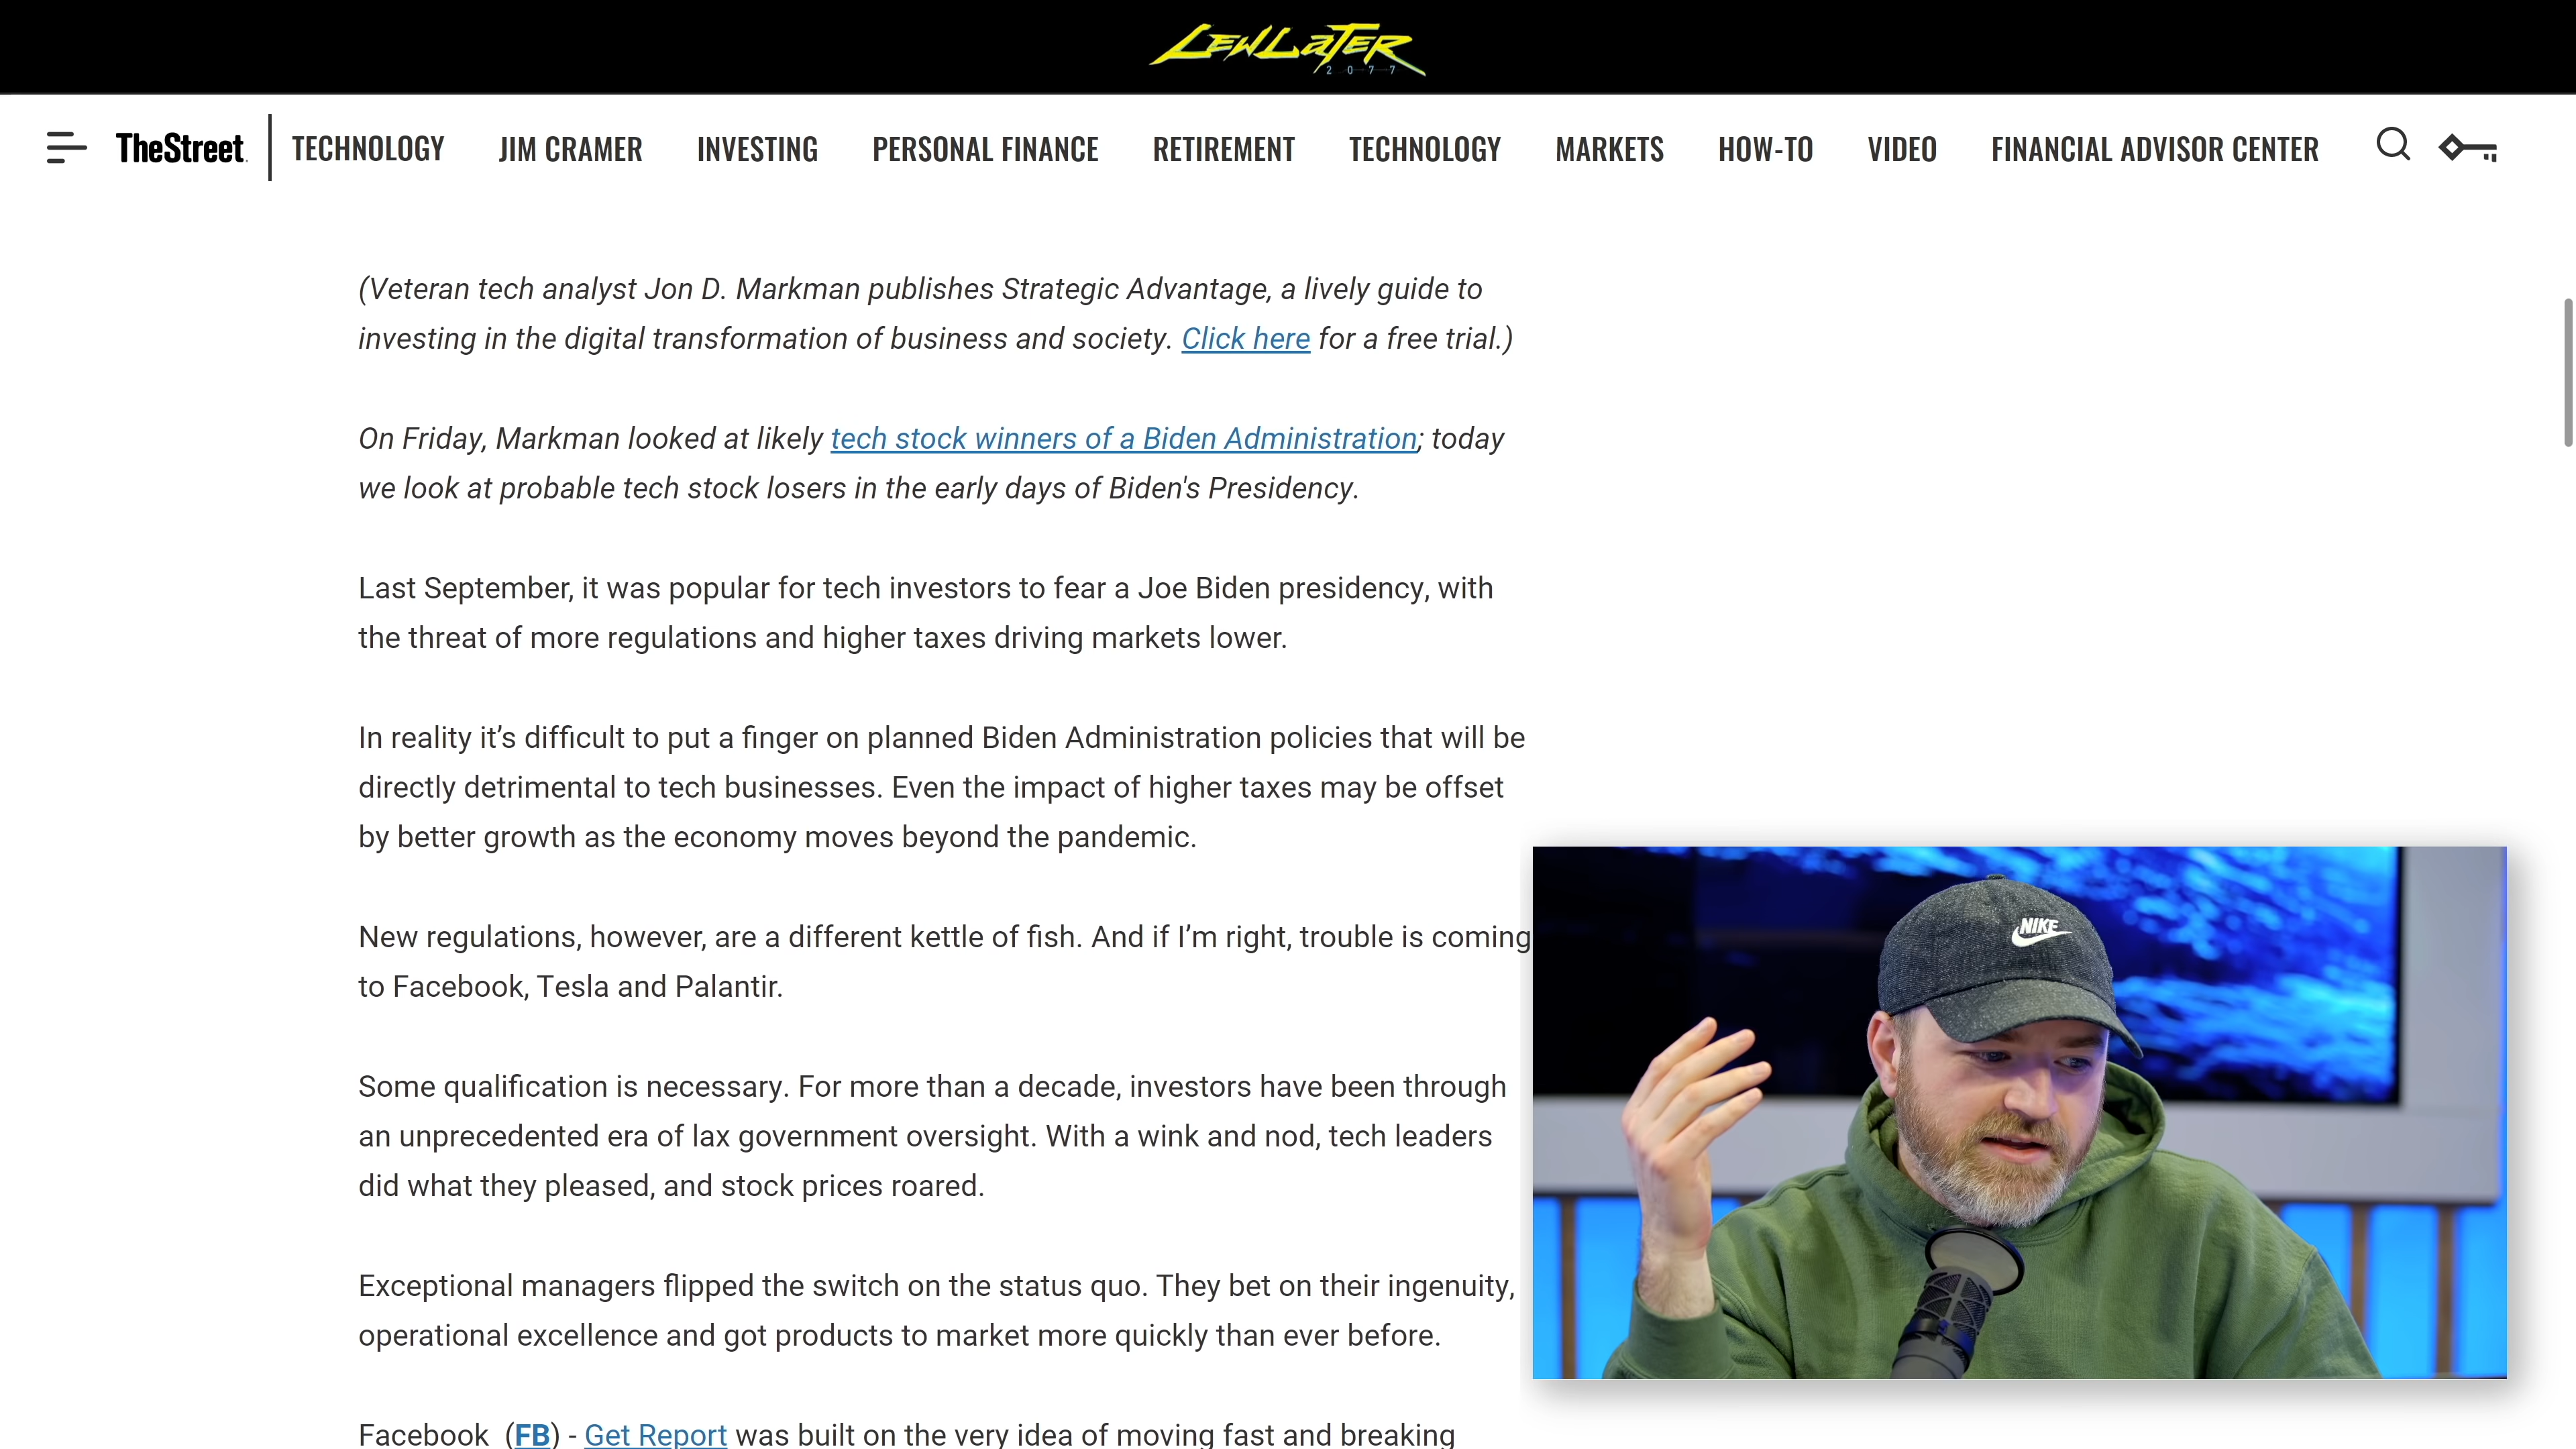 LEWLATER
2077
TheStreet
TECHNOLOGY JIM CRAMER INVESTING PERSONAL FINANCE RETIREMENT TECHNOLOGY MARKETS HOW-TO VIDEO FINANCIAL ADVISOR CENTER
(Veteran tech analyst Jon D. Markman publishes Strategic Advantage, a lively guide to
investing in the digital transformation of business and society. Click here for a free trial.)
On Friday, Markman looked at likely tech stock winners of a Biden Administration; today
we look at probable tech stock losers in the early days of Biden's Presidency.
Last September, it was popular for tech investors to fear a Joe Biden presidency, with
the threat of more regulations and higher taxes driving markets lower.
In reality it’s difficult to put a finger on planned Biden Administration policies that will be
directly detrimental to tech businesses. Even the impact of higher taxes may be offset
by better growth as the economy moves beyond the pandemic.
New regulations, however, are a different kettle of fish. And if I’m right, trouble is coming
to Facebook, Tesla and Palantir.
Some qualification is necessary. For more than a decade, investors have been through
an unprecedented era of lax government oversight. With a wink and nod, tech leaders
did what they pleased, and stock prices roared.
Exceptional managers flipped the switch on the status quo. They bet on their ingenuity,
operational excellence and got products to market more quickly than ever before.
Facebook (FB) - Get Report was built on the very idea of moving fast and breaking
NIKE